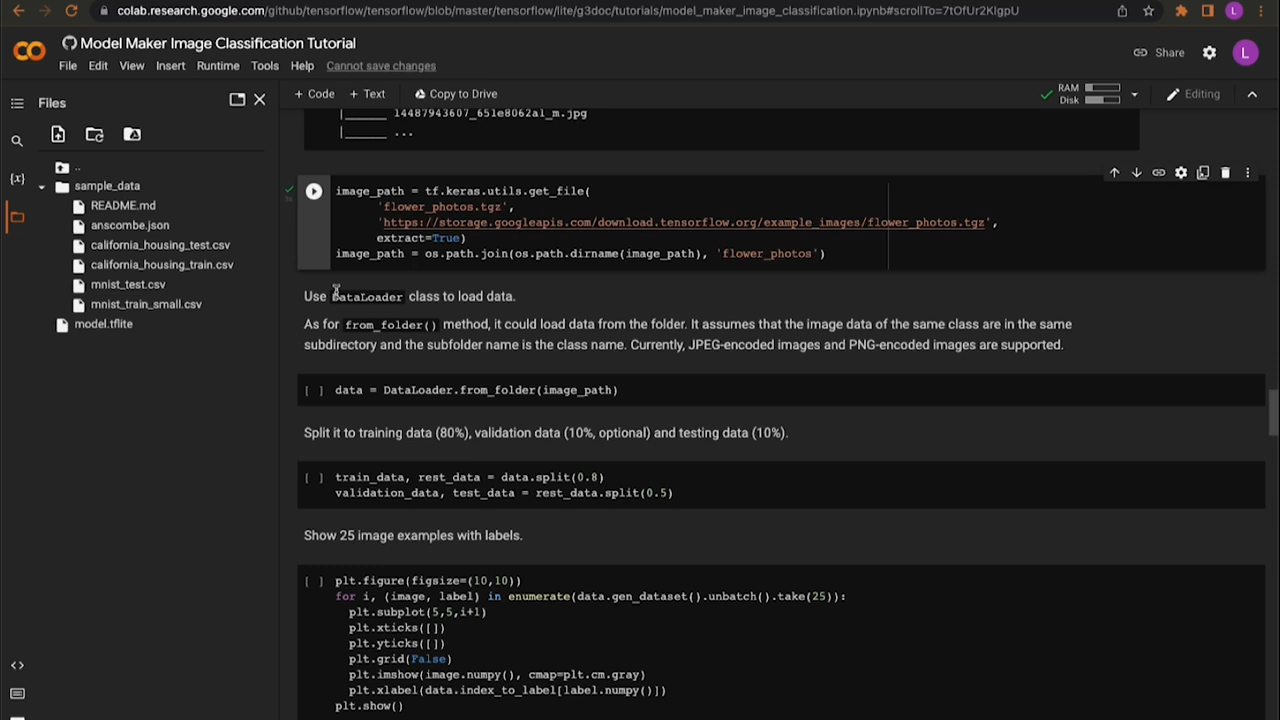 colab.research.google.com/github/tensorflow/tensorflow/blob/master/tensorflow/lite/g3doc/tutorials/model_maker_image_classification.ipynb#scrollTo=7tOfUr2KIgpU
L
CO
Model Maker Image Classification Tutorial
File Edit View Insert Runtime Tools Help Cannot save changes
Share
L
Files
+ Code + Text Copy to Drive
RAM
Disk
Editing
..
sample_data
README.md
anscombe.json
california_housing_test.csv
california_housing_train.csv
mnist_test.csv
mnist_train_small.csv
model.tflite
{x}
<>
|______ 14487943607_651e8062a1_m.jpg
|______ ...
image_path = tf.keras.utils.get_file(
'flower_photos.tgz',
'https://storage.googleapis.com/download.tensorflow.org/example_images/flower_photos.tgz',
extract=True)
image_path = os.path.join(os.path.dirname(image_path), 'flower_photos')
Use DataLoader class to load data.
As for from_folder() method, it could load data from the folder. It assumes that the image data of the same class are in the same
subdirectory and the subfolder name is the class name. Currently, JPEG-encoded images and PNG-encoded images are supported.
[ ] data = DataLoader.from_folder(image_path)
Split it to training data (80%), validation data (10%, optional) and testing data (10%).
[ ] train_data, rest_data = data.split(0.8)
validation_data, test_data = rest_data.split(0.5)
Show 25 image examples with labels.
[ ] plt.figure(figsize=(10,10))
for i, (image, label) in enumerate(data.gen_dataset().unbatch().take(25)):
plt.subplot(5,5,i+1)
plt.xticks([])
plt.yticks([])
plt.grid(False)
plt.imshow(image.numpy(), cmap=plt.cm.gray)
plt.xlabel(data.index_to_label[label.numpy()])
plt.show()